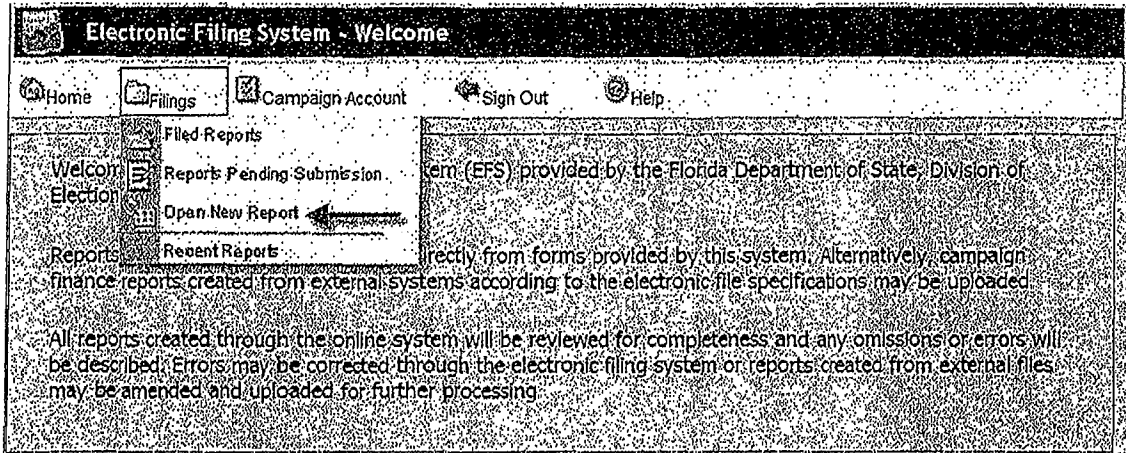 Electronic Filing System - Welcome
Home Filings Campaign Account Sign Out Help
Filed Reports
Reports Pending Submission
Open New Report
Recent Reports
Welcom em (EFS) provided by the Florida Department of State, Division of
Election
Reports rectly from forms provided by this system. Alternatively, campaign
finance reports created from external systems according to the electronic file specifications may be uploaded.
All reports created through the online system will be reviewed for completeness and any omissions or errors will
be described. Errors may be corrected through the electronic filing system or reports created from external files
may be amended and uploaded for further processing.